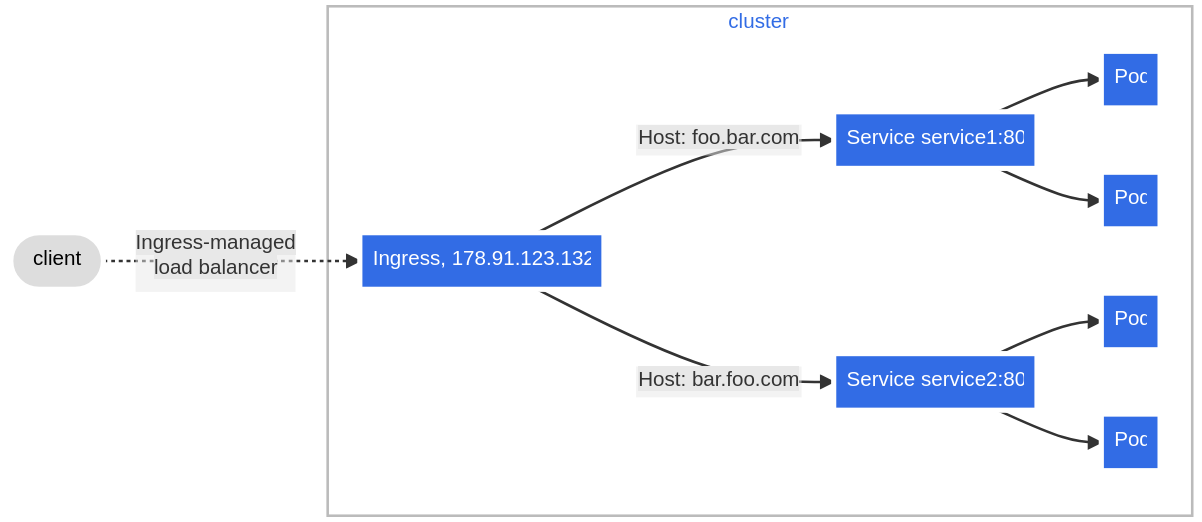 cluster
client
Ingress-managed
load balancer
Ingress, 178.91.123.132
Host: foo.bar.com
Service service1:80
Pod
Pod
Host: bar.foo.com
Service service2:80
Pod
Pod